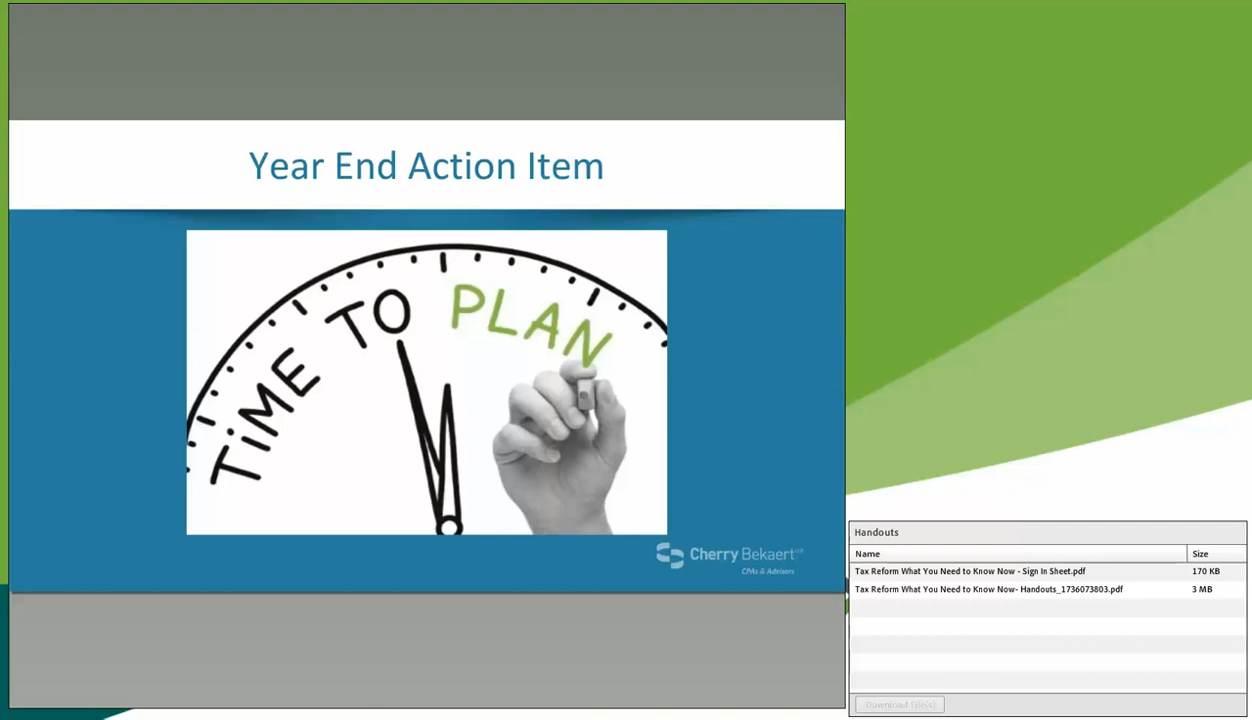 Year End Action Item
TiME TO PLAN
Cherry Bekaert LLP
CPAs & Advisors
Handouts
Name Size
Tax Reform What You Need to Know Now - Sign In Sheet.pdf 170 KB
Tax Reform What You Need to Know Now- Handouts_1736073803.pdf 3 MB
Download File(s)